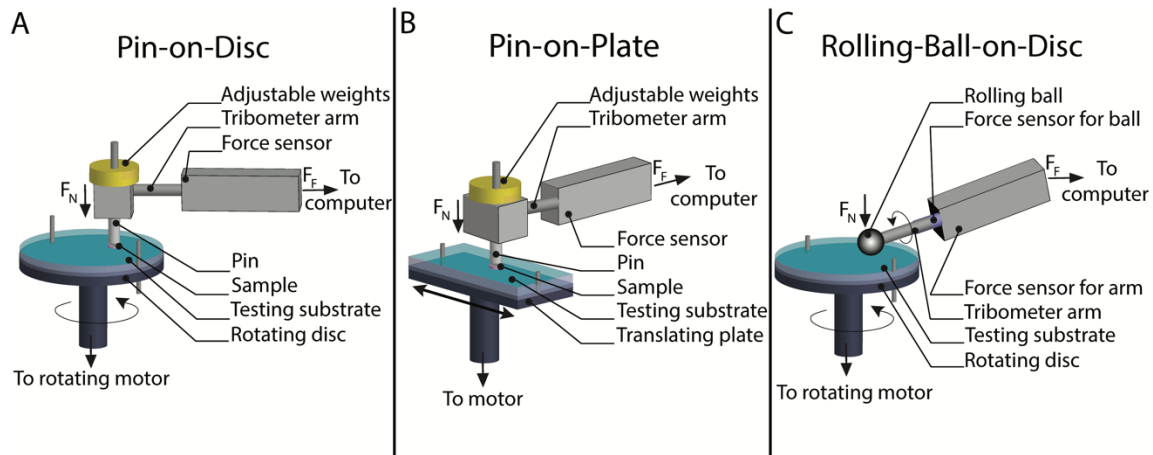 A
Pin-on-Disc
Adjustable weights
Tribometer arm
Force sensor
F_F
To
computer
F_N
Pin
Sample
Testing substrate
Rotating disc
To rotating motor
B
Pin-on-Plate
Adjustable weights
Tribometer arm
F_F
To
computer
F_N
Force sensor
Pin
Sample
Testing substrate
Translating plate
To motor
C
Rolling-Ball-on-Disc
Rolling ball
Force sensor for ball
F_F
To
computer
F_N
Force sensor for arm
Tribometer arm
Testing substrate
Rotating disc
To rotating motor